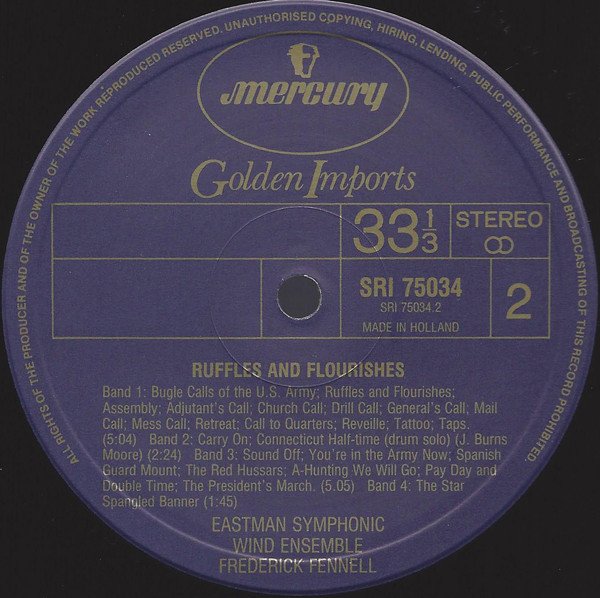 ALL RIGHTS OF THE PRODUCER AND OF THE OWNER OF THE WORK REPRODUCED RESERVED. UNAUTHORISED COPYING, HIRING, LENDING, PUBLIC PERFORMANCE AND BROADCASTING OF THIS RECORD PROHIBITED.
mercury
Golden Imports
33 1/3
STEREO
SRI 75034
SRI 75034.2
MADE IN HOLLAND
2
RUFFLES AND FLOURISHES
Band 1: Bugle Calls of the U.S. Army; Ruffles and Flourishes;
Assembly; Adjutant's Call; Church Call; Drill Call; General's Call; Mail
Call; Mess Call; Retreat; Call to Quarters; Reveille; Tattoo; Taps.
(5:04) Band 2: Carry On; Connecticut Half-time (drum solo) (J. Burns
Moore) (2:24) Band 3: Sound Off; You're in the Army Now; Spanish
Guard Mount; The Red Hussars; A-Hunting We Will Go; Pay Day and
Double Time; The President's March. (5.05) Band 4: The Star
Spangled Banner (1:45)
EASTMAN SYMPHONIC
WIND ENSEMBLE
FREDERICK FENNELL